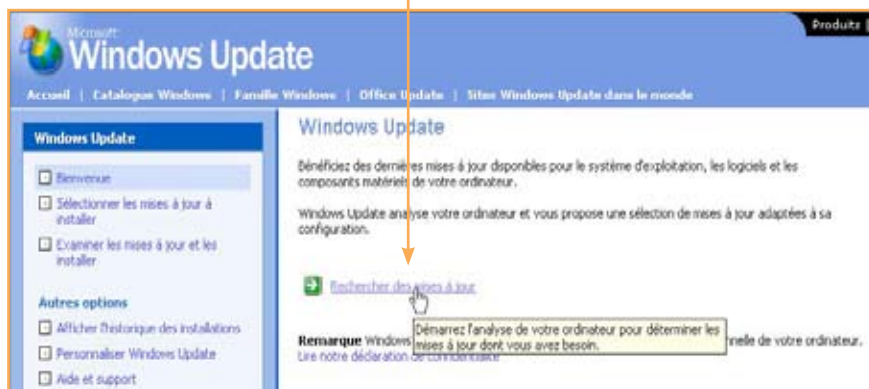 Microsoft
Windows Update
Produits |
Accueil | Catalogue Windows | Famille Windows | Office Update | Sites Windows Update dans le monde
Windows Update
Bienvenue
Sélectionner les mises à jour à
installer
Examiner les mises à jour et les
installer
Autres options
Afficher l'historique des installations
Personnaliser Windows Update
Aide et support
Windows Update
Bénéficiez des dernières mises à jour disponibles pour le système d'exploitation, les logiciels et les
composants matériels de votre ordinateur.
Windows Update analyse votre ordinateur et vous propose une sélection de mises à jour adaptées à sa
configuration.
Rechercher des mises à jour
Démarrez l'analyse de votre ordinateur pour déterminer les
mises à jour dont vous avez besoin.
Remarque Windows nnelle de votre ordinateur.
Lire notre déclaration de confidentialité